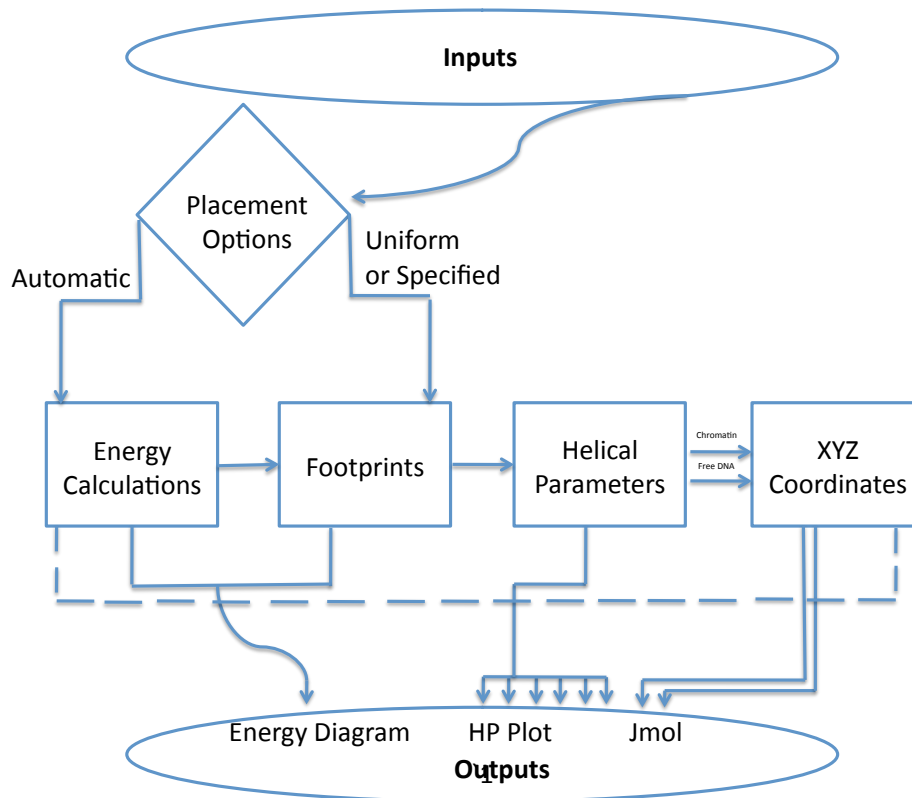 Inputs
Placement
Options
Automatic
Uniform
or Specified
Energy
Calculations
Footprints
Helical
Parameters
Chromatin
Free DNA
XYZ
Coordinates
Energy Diagram
HP Plot
Jmol
Outputs
1